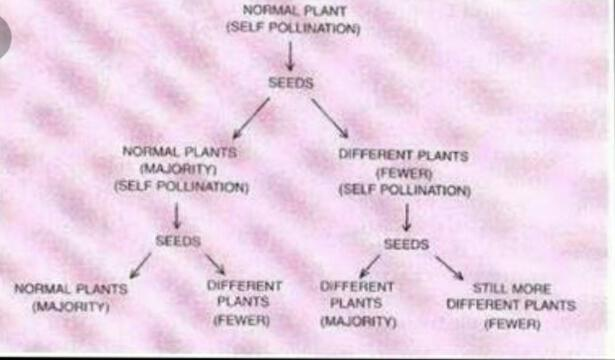 NORMAL PLANT
(SELF POLLINATION)
SEEDS
NORMAL PLANTS
(MAJORITY)
(SELF POLLINATION)
DIFFERENT PLANTS
(FEWER)
(SELF POLLINATION)
SEEDS
SEEDS
NORMAL PLANTS
(MAJORITY)
DIFFERENT
PLANTS
(FEWER)
DIFFERENT
PLANTS
(MAJORITY)
STILL MORE
DIFFERENT PLANTS
(FEWER)